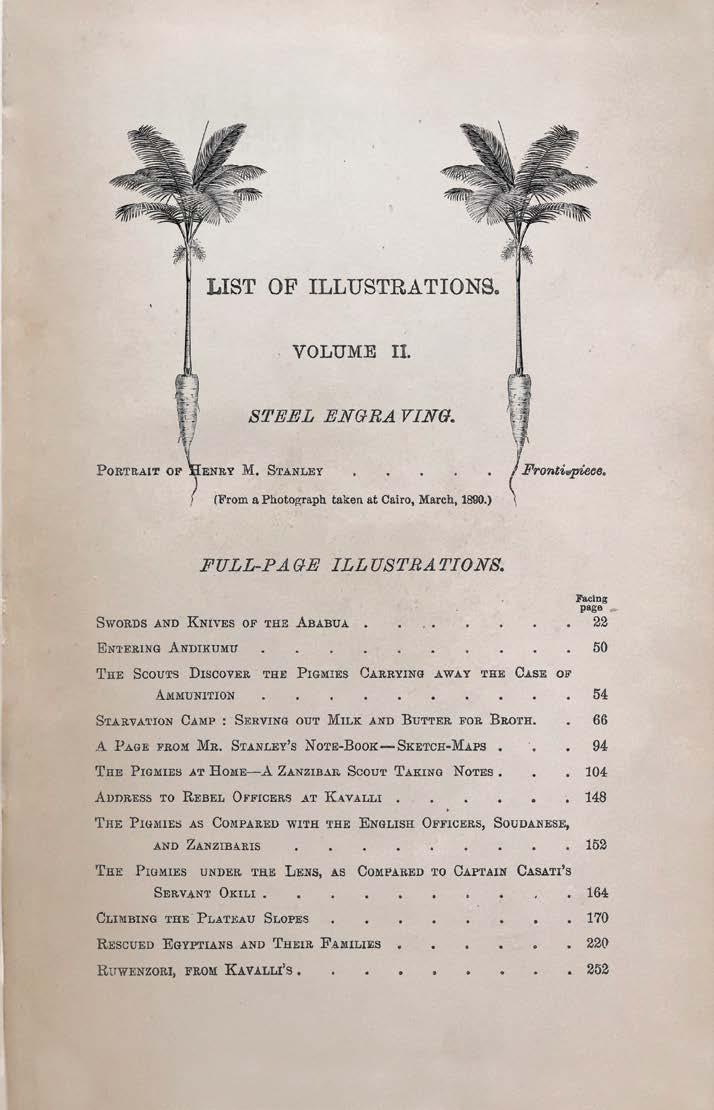 LIST OF ILLUSTRATIONS.
VOLUME II.
STEEL ENGRAVING.
PORTRAIT OF HENRY M. STANLEY . . . . . Frontispiece.
(From a Photograph taken at Cairo, March, 1890.)
FULL-PAGE ILLUSTRATIONS.
Facing
page
SWORDS AND KNIVES OF THE ABABUA . . . . . . . 22
ENTERING ANDIKUMU . . . . . . . . . 50
THE SCOUTS DISCOVER THE PIGMIES CARRYING AWAY THE CASE OF
AMMUNITION . . . . . . . . . 54
STARVATION CAMP : SERVING OUT MILK AND BUTTER FOR BROTH. . 66
A PAGE FROM MR. STANLEY'S NOTE-BOOK—SKETCH-MAPS . . . 94
THE PIGMIES AT HOME—A ZANZIBAR SCOUT TAKING NOTES . . . 104
ADDRESS TO REBEL OFFICERS AT KAVALLI . . . . . . 148
THE PIGMIES AS COMPARED WITH THE ENGLISH OFFICERS, SOUDANESE,
AND ZANZIBARIS . . . . . . . . . 152
THE PIGMIES UNDER THE LENS, AS COMPARED TO CAPTAIN CASATI'S
SERVANT OKILI . . . . . . . . . . 164
CLIMBING THE PLATEAU SLOPES . . . . . . . . 170
RESCUED EGYPTIANS AND THEIR FAMILIES . . . . . . 220
RUWENZORI, FROM KAVALLI'S . . . . . . . . . 252